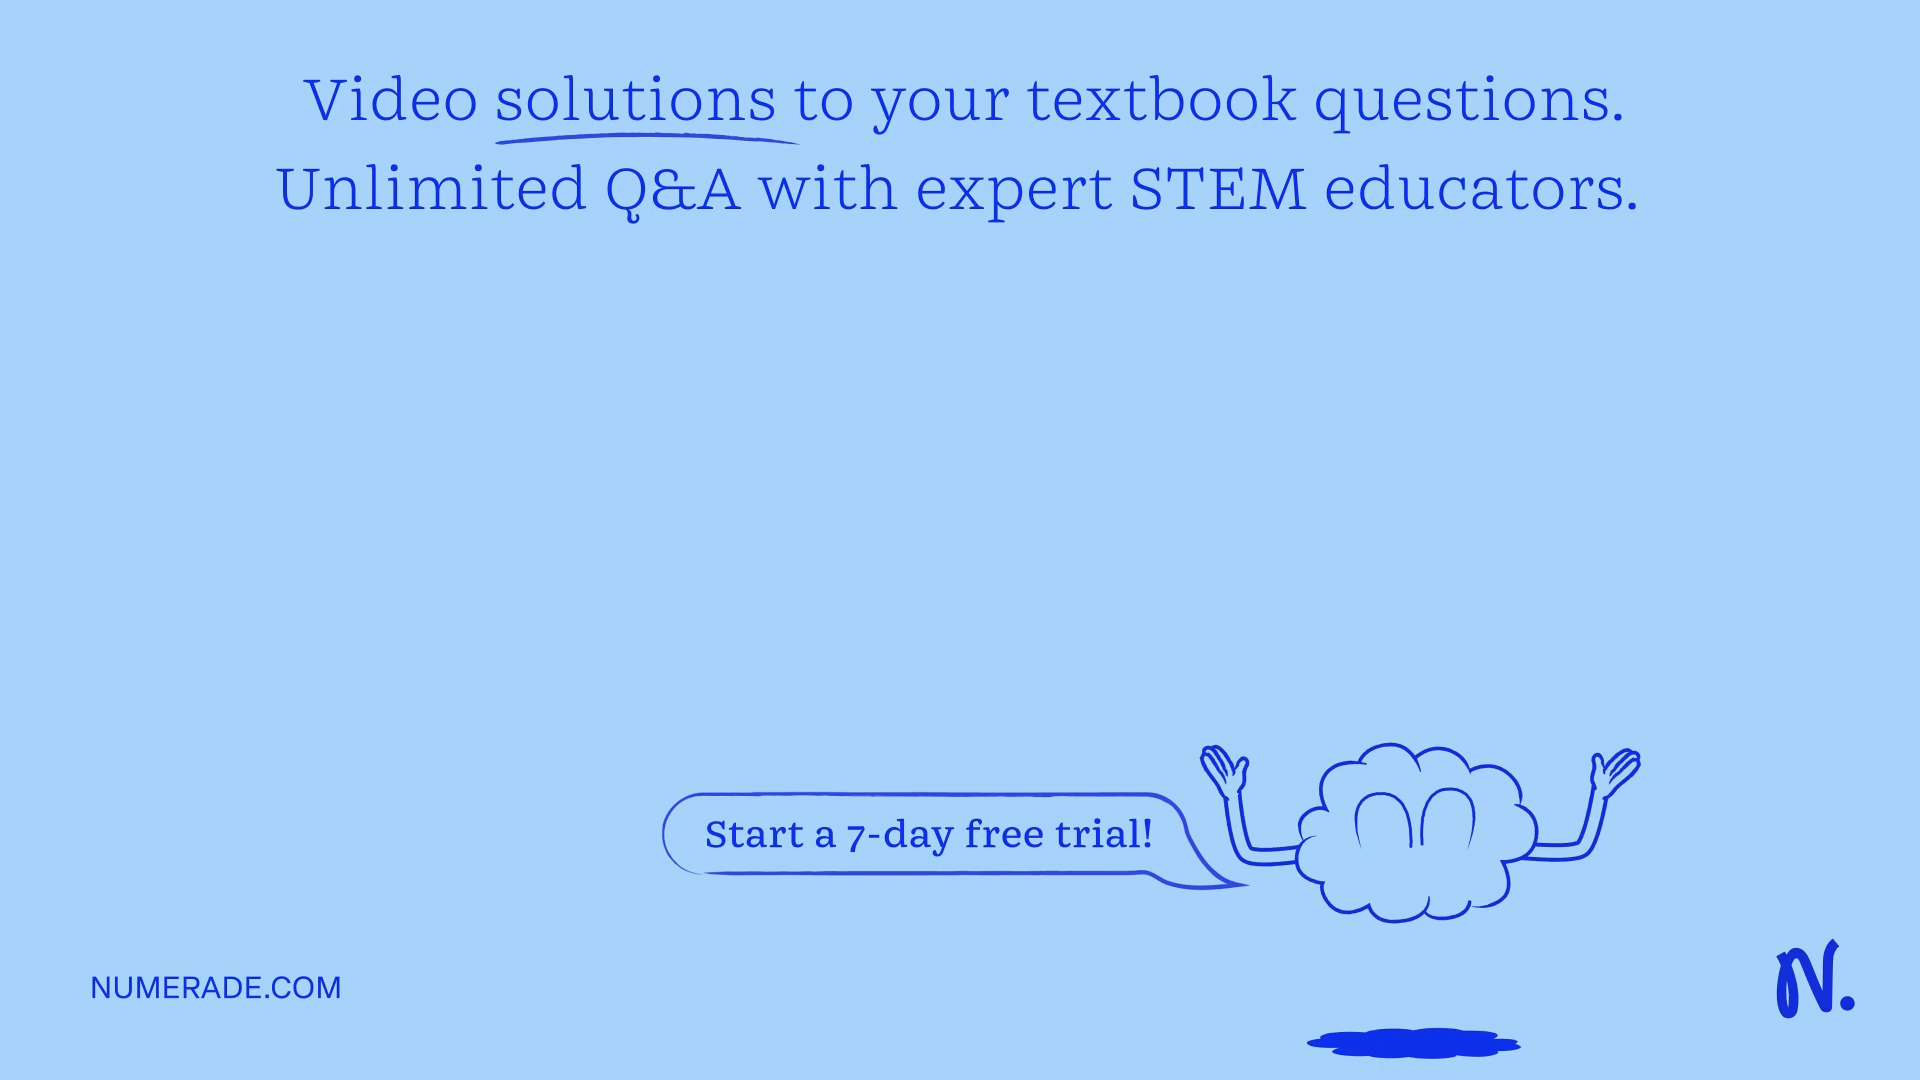 Video solutions to your textbook questions.
Unlimited Q&A with expert STEM educators.
Start a 7-day free trial!
NUMERADE.COM
N.